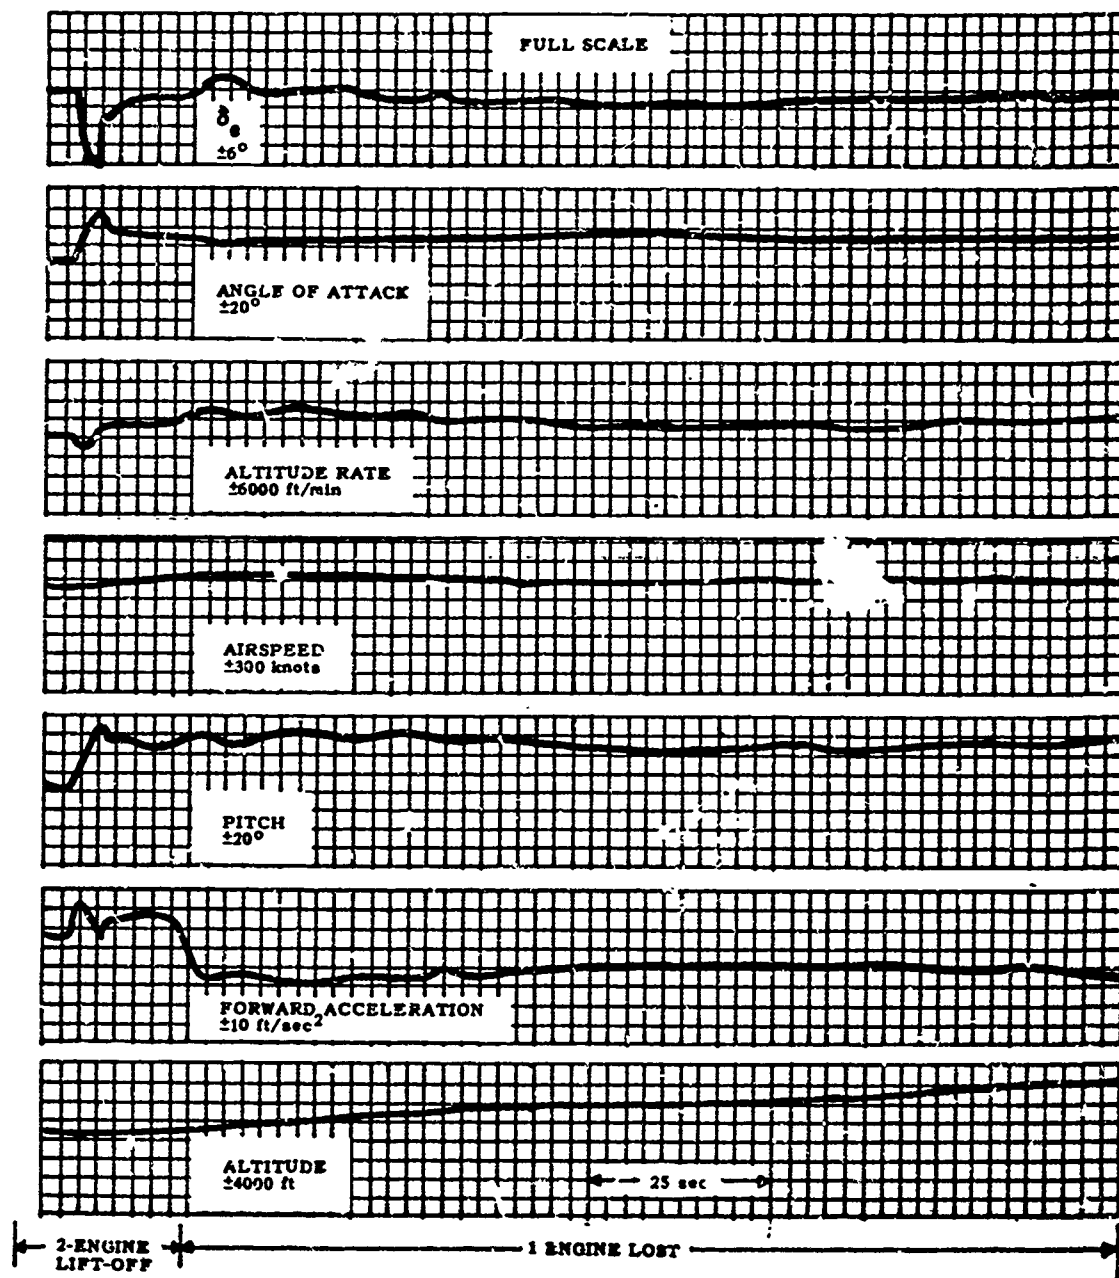 FULL SCALE
δe
±6°
ANGLE OF ATTACK
±20°
ALTITUDE RATE
±6000 ft/min
AIRSPEED
±300 knots
PITCH
±20°
FORWARD ACCELERATION
±10 ft/sec²
ALTITUDE
±4000 ft
25 sec
2-ENGINE
LIFT-OFF
1 ENGINE LOST